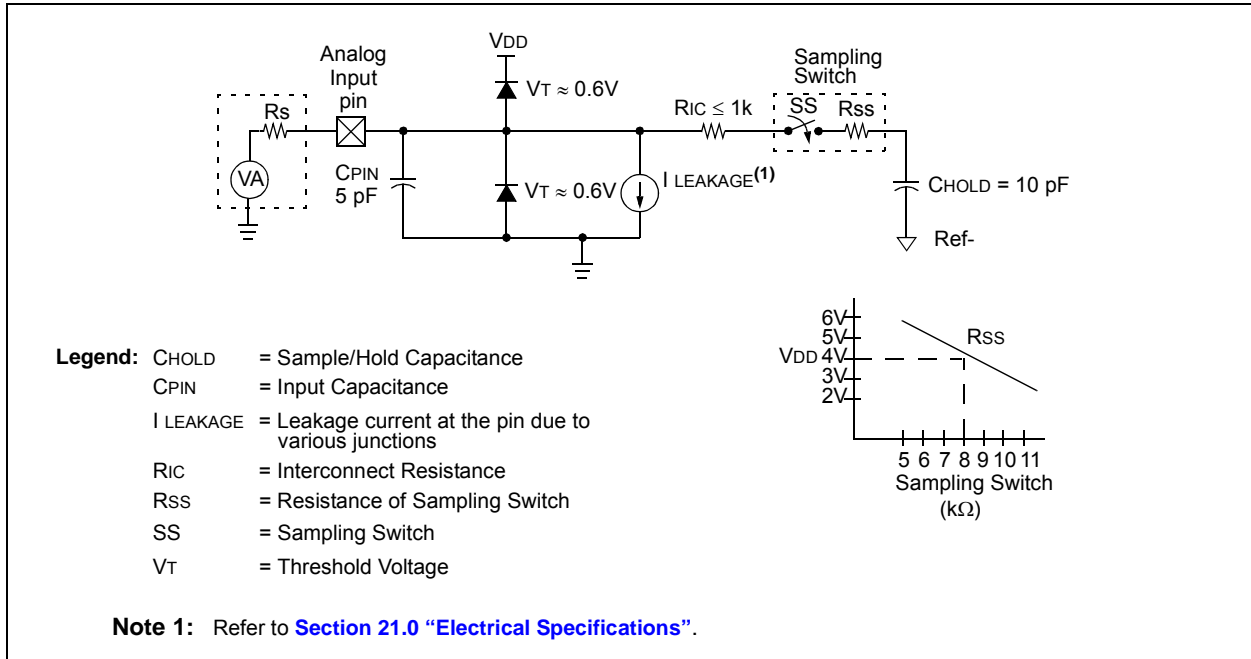 Analog
Input
pin
VDD
VT ≈ 0.6V
Sampling
Switch
Rs
RIC ≤ 1k
SS
Rss
VA
CPIN
5 pF
VT ≈ 0.6V
I LEAKAGE(1)
CHOLD = 10 pF
Ref-
6V
5V
VDD 4V
3V
2V
RSS
5 6 7 8 9 10 11
Sampling Switch
(kΩ)
Legend: CHOLD = Sample/Hold Capacitance
CPIN = Input Capacitance
I LEAKAGE = Leakage current at the pin due to
various junctions
RIC = Interconnect Resistance
RSS = Resistance of Sampling Switch
SS = Sampling Switch
VT = Threshold Voltage
Note 1: Refer to Section 21.0 “Electrical Specifications”.